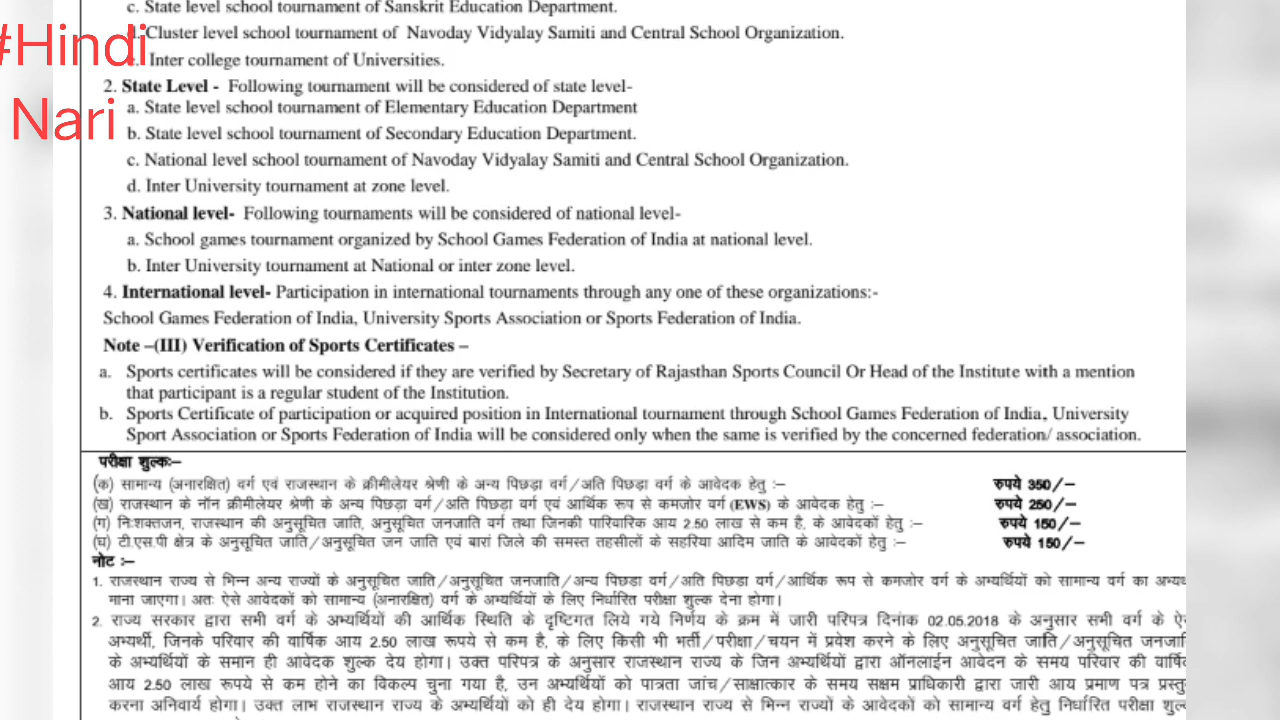 c. State level school tournament of Sanskrit Education Department.
#Hindi
Nari
d. Cluster level school tournament of Navoday Vidyalay Samiti and Central School Organization.
Inter college tournament of Universities.
2. State Level - Following tournament will be considered of state level-
a. State level school tournament of Elementary Education Department
b. State level school tournament of Secondary Education Department.
c. National level school tournament of Navoday Vidyalay Samiti and Central School Organization.
d. Inter University tournament at zone level.
3. National level- Following tournaments will be considered of national level-
a. School games tournament organized by School Games Federation of India at national level.
b. Inter University tournament at National or inter zone level.
4. International level- Participation in international tournaments through any one of these organizations:-
School Games Federation of India, University Sports Association or Sports Federation of India.
Note –(III) Verification of Sports Certificates –
a. Sports certificates will be considered if they are verified by Secretary of Rajasthan Sports Council Or Head of the Institute with a mention
that participant is a regular student of the Institution.
b. Sports Certificate of participation or acquired position in International tournament through School Games Federation of India, University
Sport Association or Sports Federation of India will be considered only when the same is verified by the concerned federation/ association.
परीक्षा शुल्कः–
(क) सामान्य (अनारक्षित) वर्ग एवं राजस्थान के क्रीमीलेयर श्रेणी के अन्य पिछड़ा वर्ग/अति पिछड़ा वर्ग के आवेदक हेतु :– रुपये 350/–
(ख) राजस्थान के नॉन क्रीमीलेयर श्रेणी के अन्य पिछड़ा वर्ग/अति पिछड़ा वर्ग एवं आर्थिक रूप से कमजोर वर्ग (EWS) के आवेदक हेतु :– रुपये 250/–
(ग) निःशक्तजन, राजस्थान की अनुसूचित जाति, अनुसूचित जनजाति वर्ग तथा जिनकी पारिवारिक आय 2.50 लाख से कम है, के आवेदकों हेतु :– रुपये 150/–
(घ) टी.एस.पी क्षेत्र के अनुसूचित जाति/अनुसूचित जन जाति एवं बारां जिले की समस्त तहसीलों के सहरिया आदिम जाति के आवेदकों हेतु :– रुपये 150/–
नोट :–
1. राजस्थान राज्य से भिन्न अन्य राज्यों के अनुसूचित जाति/अनुसूचित जनजाति/अन्य पिछडा वर्ग/अति पिछडा वर्ग/आर्थिक रूप से कमजोर वर्ग के अभ्यर्थियों को सामान्य वर्ग का
माना जाएगा। अतः ऐसे आवेदकों को सामान्य (अनारक्षित) वर्ग के अभ्यर्थियों के लिए निर्धारित परीक्षा शुल्क देना होगा।
2. राज्य सरकार द्वारा सभी वर्ग के अभ्यर्थियों की आर्थिक स्थिति के दृष्टिगत लिये गये निर्णय के क्रम में जारी परिपत्र दिनांक 02.05.2018 के अनुसार सभी वर्ग के
अभ्यर्थी, जिनके परिवार की वार्षिक आय 2.50 लाख रूपये से कम है, के लिए किसी भी भर्ती/परीक्षा/चयन में प्रवेश करने के लिए अनुसूचित जाति/अनुसूचित
के अभ्यर्थियों के समान ही आवेदक शुल्क देय होगा। उक्त परिपत्र के अनुसार राजस्थान राज्य के जिन अभ्यर्थियों द्वारा ऑनलाईन आवेदन के समय परिवार की
आय 2.50 लाख रूपये से कम होने का विकल्प चुना गया है, उन अभ्यर्थियों को पात्रता जांच/साक्षात्कार के समय सक्षम प्राधिकारी द्वारा जारी आय प्रमाण पत्र
करना अनिवार्य होगा। उक्त लाभ राजस्थान राज्य के अभ्यर्थियों को ही देय होगा। राजस्थान राज्य से भिन्न राज्यों के आवेदकों को सामान्य वर्ग हेतु निर्धारित परीक्षा